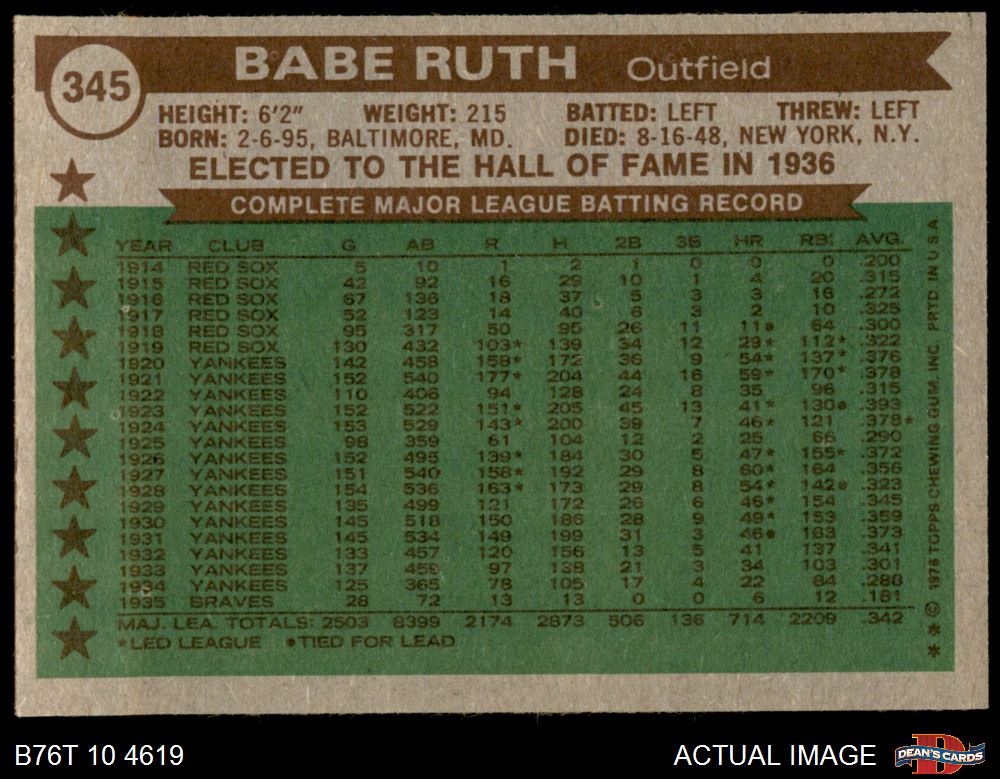 345
BABE RUTH Outfield
HEIGHT: 6'2" WEIGHT: 215 BATTED: LEFT THREW: LEFT
BORN: 2-6-95, BALTIMORE, MD. DIED: 8-16-48, NEW YORK, N.Y.
ELECTED TO THE HALL OF FAME IN 1936
COMPLETE MAJOR LEAGUE BATTING RECORD
YEAR CLUB G AB R H 2B 3B HR RBI AVG.
1914 RED SOX 5 10 1 2 1 0 0 0 .200
1915 RED SOX 42 92 16 29 10 1 4 20 .315
1916 RED SOX 67 136 18 37 5 3 3 16 .272
1917 RED SOX 52 123 14 40 6 3 2 10 .325
1918 RED SOX 95 317 50 95 26 11 11• 64 .300
1919 RED SOX 130 432 103* 139 34 12 29* 112* .322
1920 YANKEES 142 458 158* 172 36 9 54* 137* .376
1921 YANKEES 152 540 177* 204 44 16 59* 170* .378
1922 YANKEES 110 406 94 128 24 8 35 96 .315
1923 YANKEES 152 522 151* 205 45 13 41* 130• .393
1924 YANKEES 153 529 143* 200 39 7 46* 121 .378*
1925 YANKEES 98 359 61 104 12 2 25 66 .290
1926 YANKEES 152 495 139* 184 30 5 47* 155* .372
1927 YANKEES 151 540 158* 192 29 8 60* 164 .356
1928 YANKEES 154 536 163* 173 29 8 54* 142• .323
1929 YANKEES 135 499 121 172 26 6 46* 154 .345
1930 YANKEES 145 518 150 186 28 9 49* 153 .359
1931 YANKEES 145 534 149 199 31 3 46• 163 .373
1932 YANKEES 133 457 120 156 13 5 41 137 .341
1933 YANKEES 137 459 97 138 21 3 34 103 .301
1934 YANKEES 125 365 78 105 17 4 22 84 .288
1935 BRAVES 28 72 13 13 0 0 6 12 .181
MAJ. LEA. TOTALS: 2503 8399 2174 2873 506 136 714 2209 .342
*LED LEAGUE •TIED FOR LEAD
* * © 1976 TOPPS CHEWING GUM, INC. PRTD. IN U.S.A.
B76T 10 4619
ACTUAL IMAGE
DEAN'S CARDS